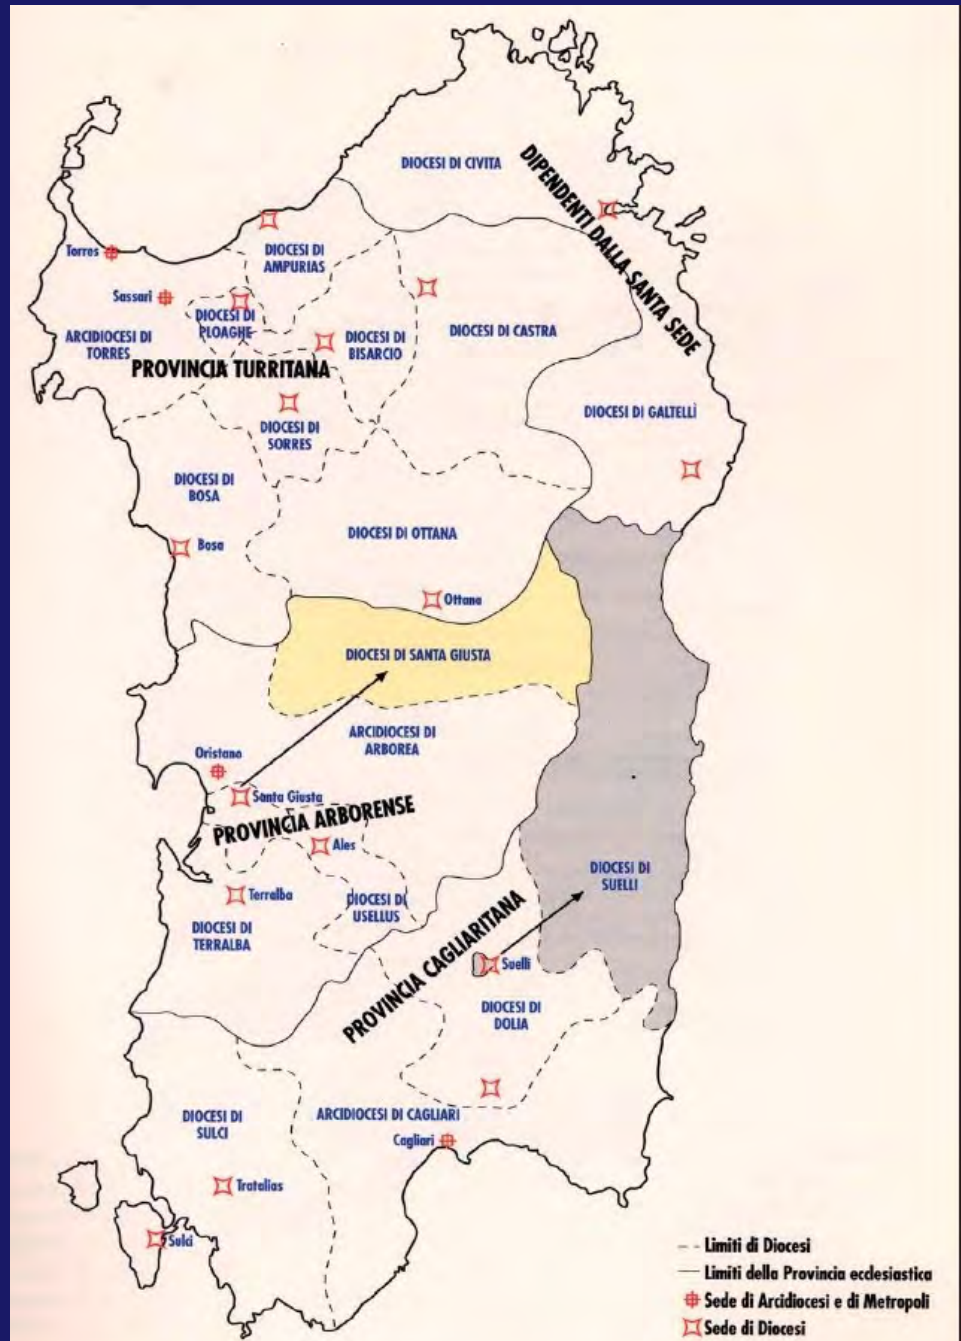 DIOCESI DI CIVITA
DIPENDENTI DALLA SANTA SEDE
DIOCESI DI
AMPURIAS
Torres
Sassari
DIOCESI DI
PLOAGHE
ARCIDIOCESI DI
TORRES
DIOCESI DI
BISARCIO
DIOCESI DI CASTRA
PROVINCIA TURRITANA
DIOCESI DI GALTELLÌ
DIOCESI DI
SORRES
DIOCESI DI
BOSA
DIOCESI DI OTTANA
Bosa
Ottana
DIOCESI DI SANTA GIUSTA
ARCIDIOCESI DI
ARBOREA
Oristano
Santa Giusta
PROVINCIA ARBORENSE
Ales
DIOCESI DI
SUELLI
Terralba
DIOCESI DI
USELLUS
DIOCESI DI
TERRALBA
PROVINCIA CAGLIARITANA
Suelli
DIOCESI DI
DOLIA
DIOCESI DI
SULCI
ARCIDIOCESI DI CAGLIARI
Cagliari
Tratalias
Sulci
Limiti di Diocesi
Limiti della Provincia ecclesiastica
Sede di Arcidiocesi e di Metropoli
Sede di Diocesi